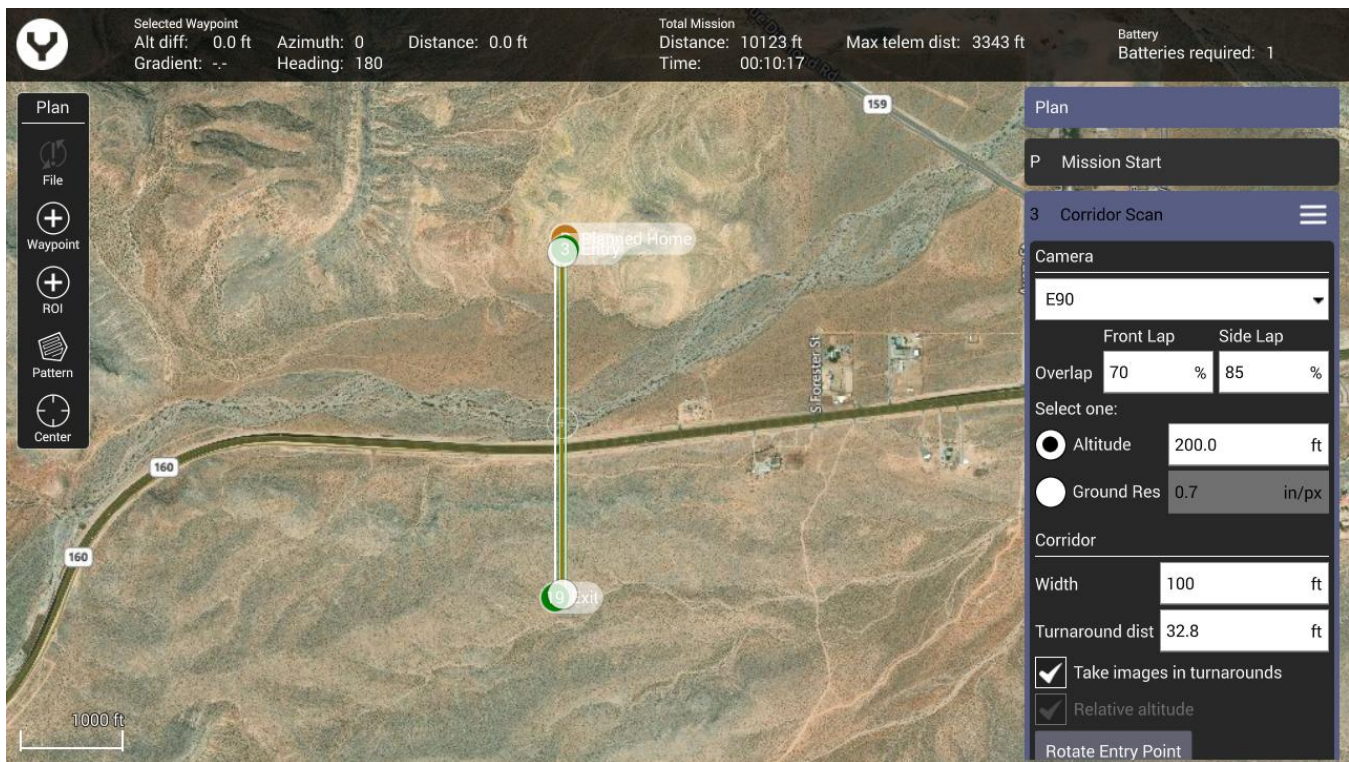 Selected Waypoint
Alt diff: 0.0 ft Azimuth: 0 Distance: 0.0 ft
Gradient: -.- Heading: 180
Total Mission
Distance: 10123 ft Max telem dist: 3343 ft
Time: 00:10:17
Battery
Batteries required: 1
Plan
File
Waypoint
ROI
Pattern
Center
159
Planned Home
3 Entry
S Forester St
160
160
19 Exit
1000 ft
Plan
P Mission Start
3 Corridor Scan
Camera
E90
Front Lap Side Lap
Overlap 70 % 85 %
Select one:
Altitude 200.0 ft
Ground Res 0.7 in/px
Corridor
Width 100 ft
Turnaround dist 32.8 ft
Take images in turnarounds
Relative altitude
Rotate Entry Point